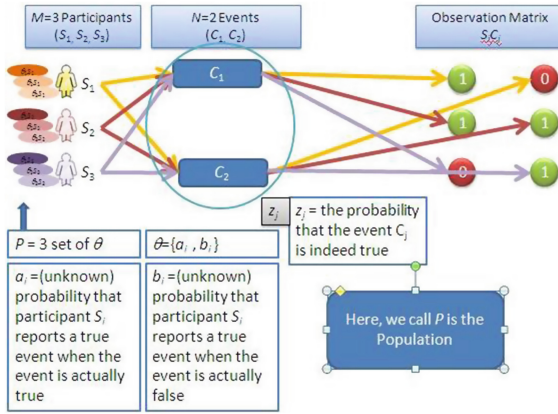 M=3 Participants
(S1, S2, S3)
N=2 Events
(C1, C2)
Observation Matrix
SiCj
S1
S2
S3
C1
C2
1
0
1
1
0
1
P = 3 set of θ
θ={ai , bi}
zj
zj = the probability
that the event Cj
is indeed true
ai =(unknown)
probability that
participant Si
reports a true
event when the
event is actually
true
bi =(unknown)
probability that
participant Si
reports a true
event when the
event is actually
false
Here, we call P is the
Population